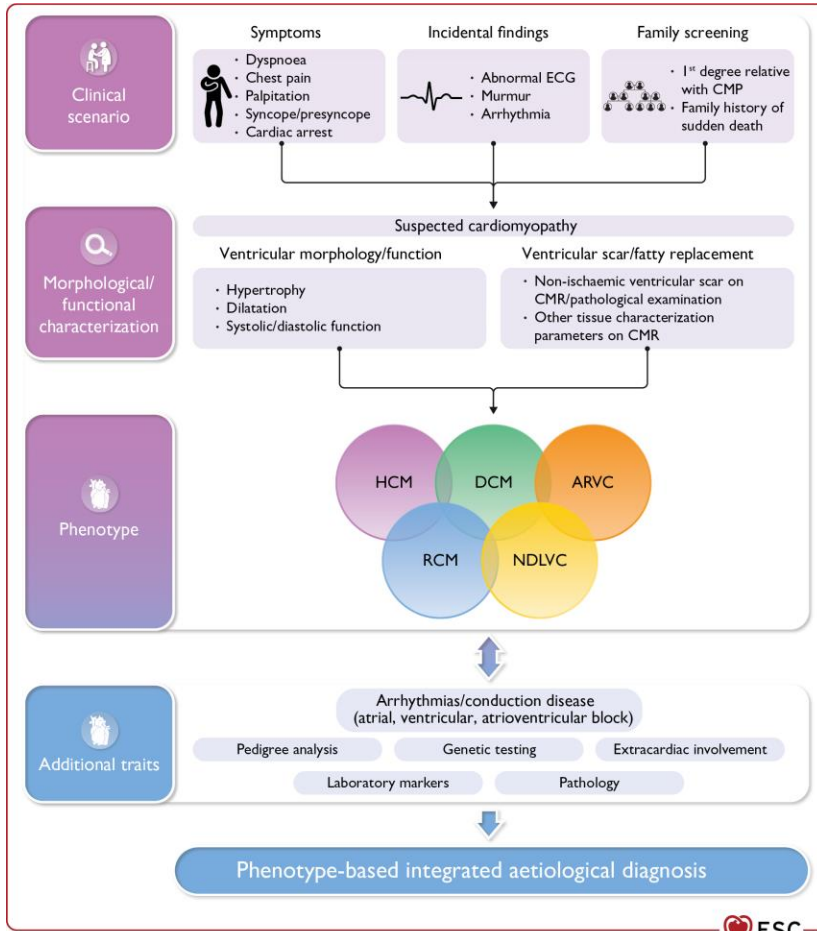 Clinical
scenario
Symptoms
• Dyspnoea
• Chest pain
• Palpitation
• Syncope/presyncope
• Cardiac arrest
Incidental findings
• Abnormal ECG
• Murmur
• Arrhythmia
Family screening
• 1st degree relative
with CMP
• Family history of
sudden death
Morphological/
functional
characterization
Suspected cardiomyopathy
Ventricular morphology/function
• Hypertrophy
• Dilatation
• Systolic/diastolic function
Ventricular scar/fatty replacement
• Non-ischaemic ventricular scar on
CMR/pathological examination
• Other tissue characterization
parameters on CMR
Phenotype
HCM
DCM
ARVC
RCM
NDLVC
Additional traits
Arrhythmias/conduction disease
(atrial, ventricular, atrioventricular block)
Pedigree analysis
Genetic testing
Extracardiac involvement
Laboratory markers
Pathology
Phenotype-based integrated aetiological diagnosis
ESC